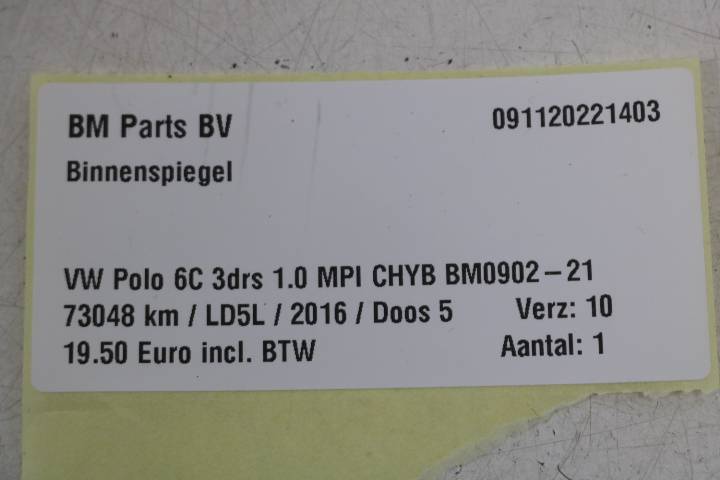 BM Parts BV 091120221403
Binnenspiegel
VW Polo 6C 3drs 1.0 MPI CHYB BM0902-21
73048 km / LD5L / 2016 / Doos 5 Verz: 10
19.50 Euro incl. BTW Aantal: 1